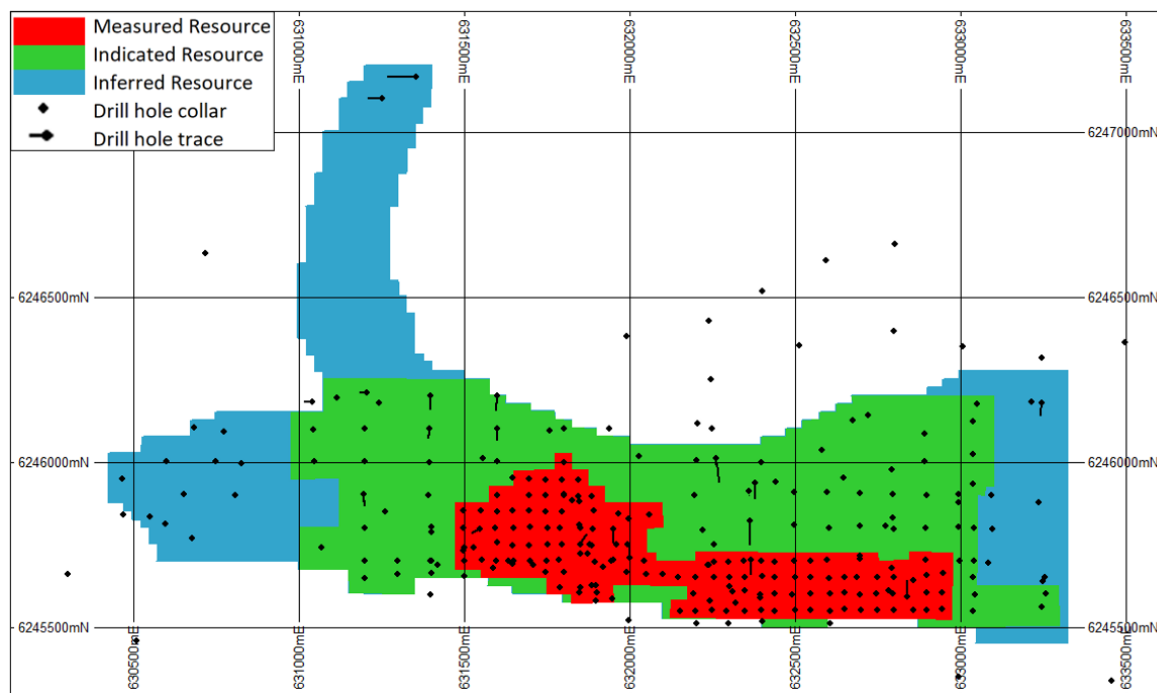 Measured Resource
Indicated Resource
Inferred Resource
Drill hole collar
Drill hole trace
631000mE
631500mE
632000mE
632500mE
633000mE
633500mE
6247000mN
6246500mN
6246500mN
6246000mN
6246000mN
6245500mN
6245500mN
630500mE
631000mE
631500mE
632000mE
632500mE
633000mE
633500mE